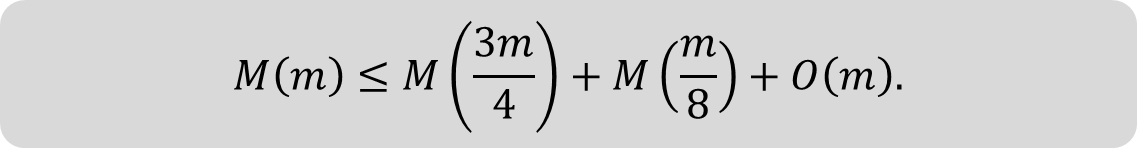 M(m) ≤ M(3m/4) + M(m/8) + O(m).